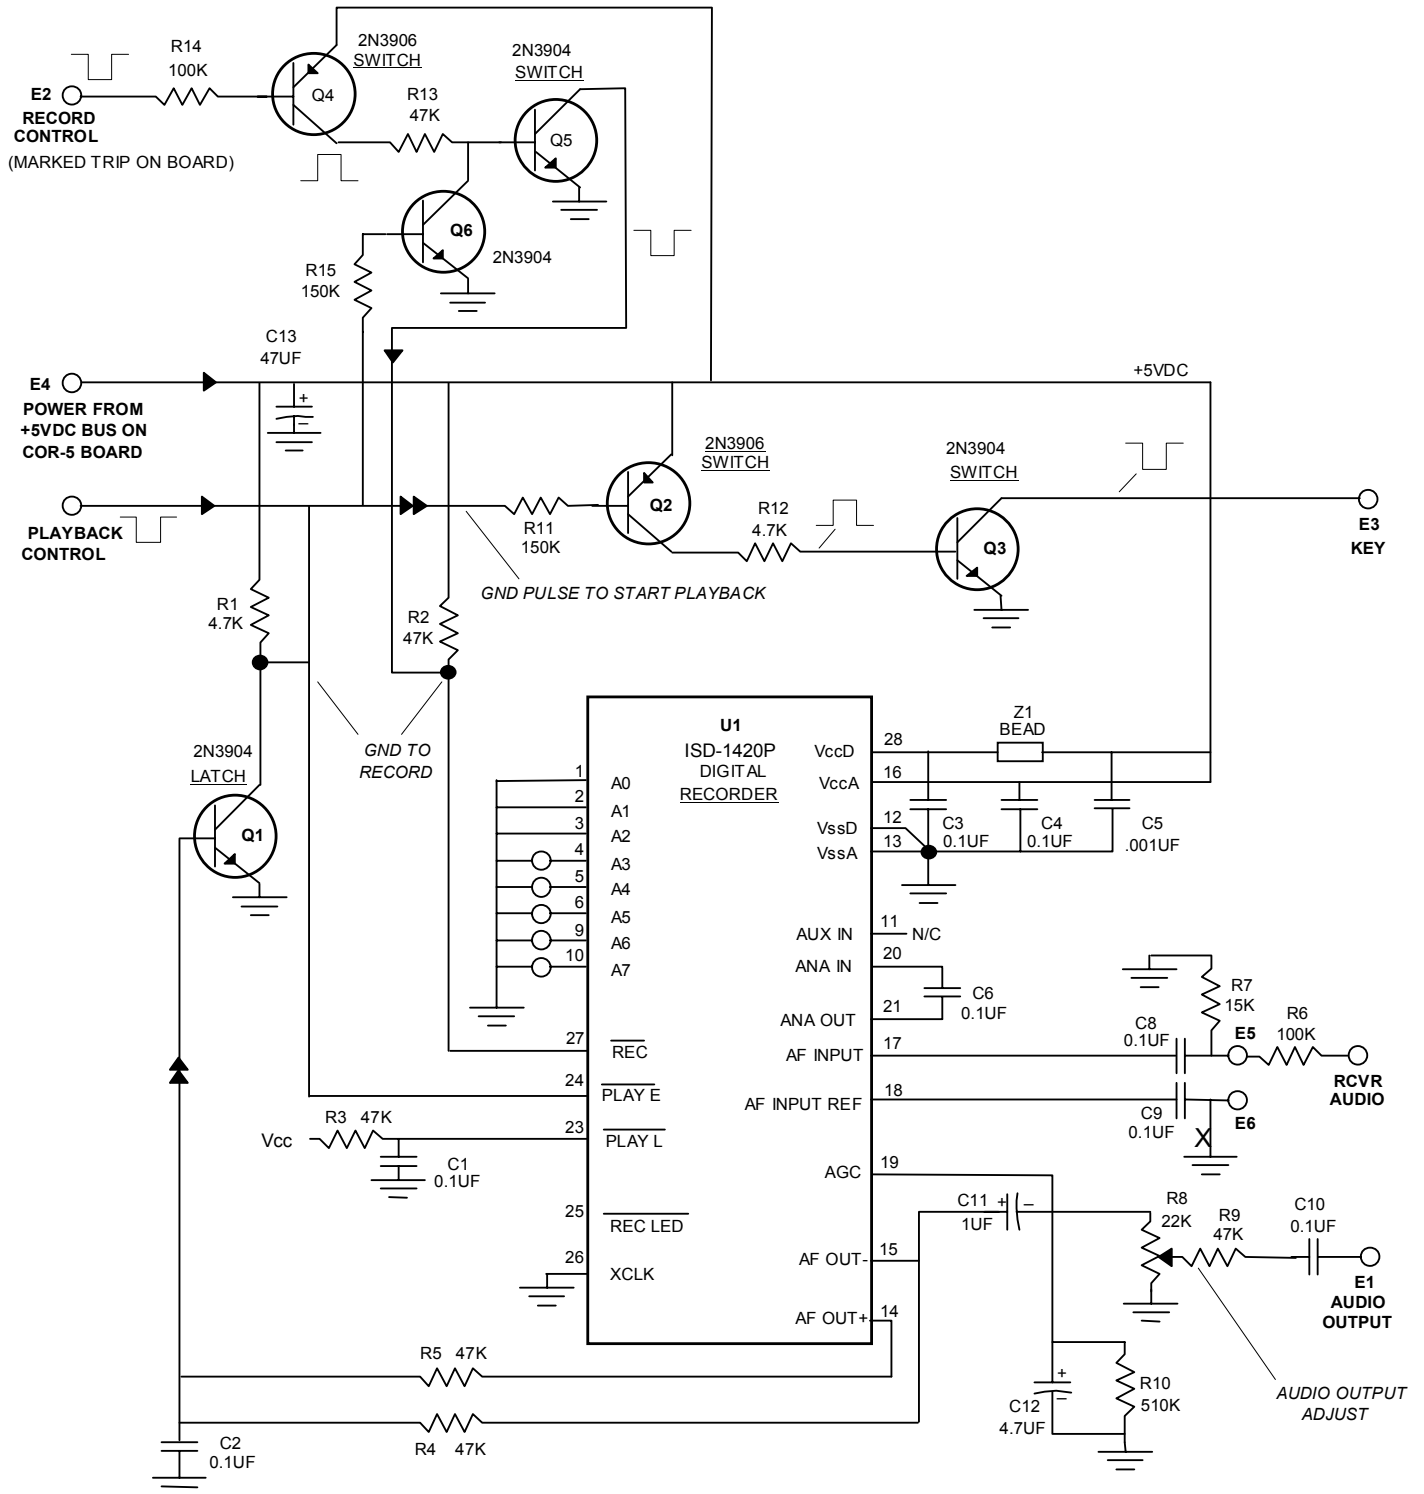 R14
100K
2N3906
SWITCH
2N3904
SWITCH
E2
RECORD
CONTROL
(MARKED TRIP ON BOARD)
Q4
R13
47K
Q5
Q6
2N3904
R15
150K
C13
47UF
+
–
E4
POWER FROM
+5VDC BUS ON
COR-5 BOARD
+5VDC
2N3906
SWITCH
2N3904
SWITCH
PLAYBACK
CONTROL
R11
150K
Q2
R12
4.7K
Q3
E3
KEY
GND PULSE TO START PLAYBACK
R1
4.7K
R2
47K
2N3904
LATCH
Q1
GND TO
RECORD
U1
ISD-1420P
DIGITAL
RECORDER
1
A0
2
A1
3
A2
4
A3
5
A4
6
A5
9
A6
10
A7
27
REC
24
PLAY E
23
PLAY L
25
REC LED
26
XCLK
VccD
28
VccA
16
VssD
12
VssA
13
AUX IN
11
N/C
ANA IN
20
ANA OUT
21
AF INPUT
17
AF INPUT REF
18
AGC
19
AF OUT-
15
AF OUT+
14
Z1
BEAD
C3
0.1UF
C4
0.1UF
C5
.001UF
C6
0.1UF
R7
15K
C8
0.1UF
E5
R6
100K
RCVR
AUDIO
C9
0.1UF
E6
X
Vcc
R3 47K
C1
0.1UF
C11
1UF
+
–
R8
22K
R9
47K
C10
0.1UF
E1
AUDIO
OUTPUT
R5 47K
R4 47K
C2
0.1UF
C12
4.7UF
+
–
R10
510K
AUDIO OUTPUT
ADJUST